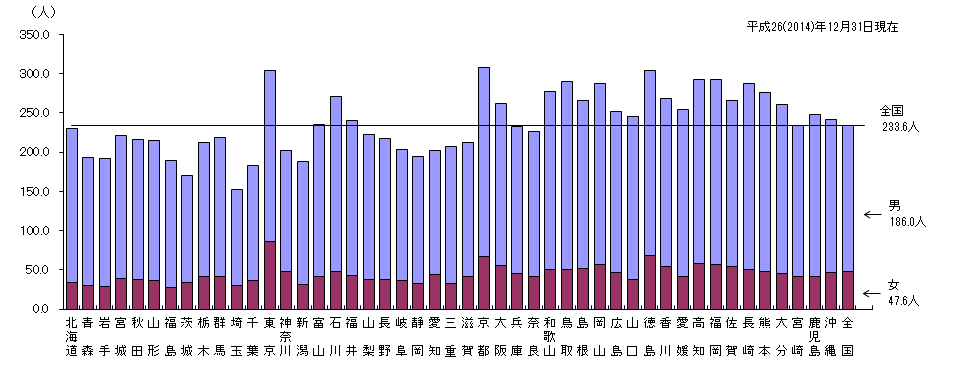 （人）
平成26(2014)年12月31日現在
350.0
300.0
250.0
200.0
150.0
100.0
50.0
0.0
全国
233.6人
男
186.0人
女
47.6人
北海道 青森 岩手 宮城 秋田 山形 福島 茨城 栃木 群馬 埼玉 千葉 東京 神奈川 新潟 富山 石川 福井 山梨 長野 岐阜 静岡 愛知 三重 滋賀 京都 大阪 兵庫 奈良 和歌山 鳥取 島根 岡山 広島 山口 徳島 香川 愛媛 高知 福岡 佐賀 長崎 熊本 大分 宮崎 鹿児島 沖縄 全国